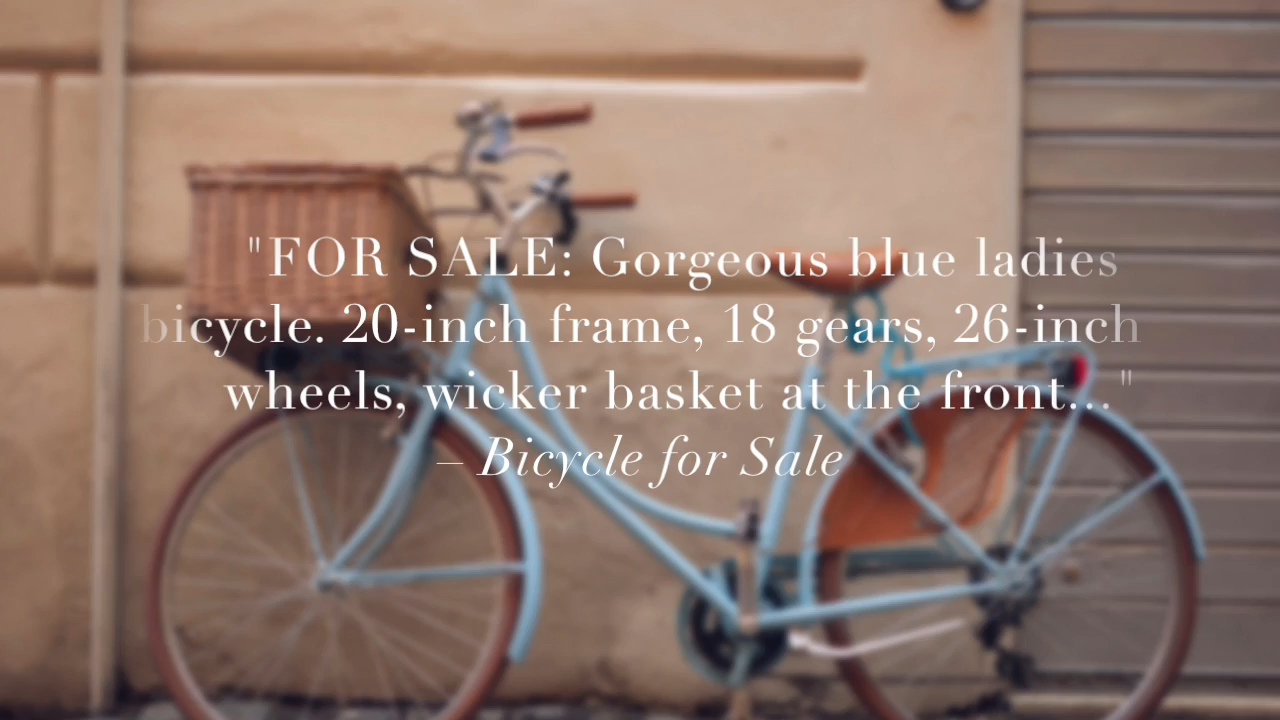 "FOR SALE: Gorgeous blue ladies
bicycle. 20-inch frame, 18 gears, 26-inch
wheels, wicker basket at the front..."
– Bicycle for Sale